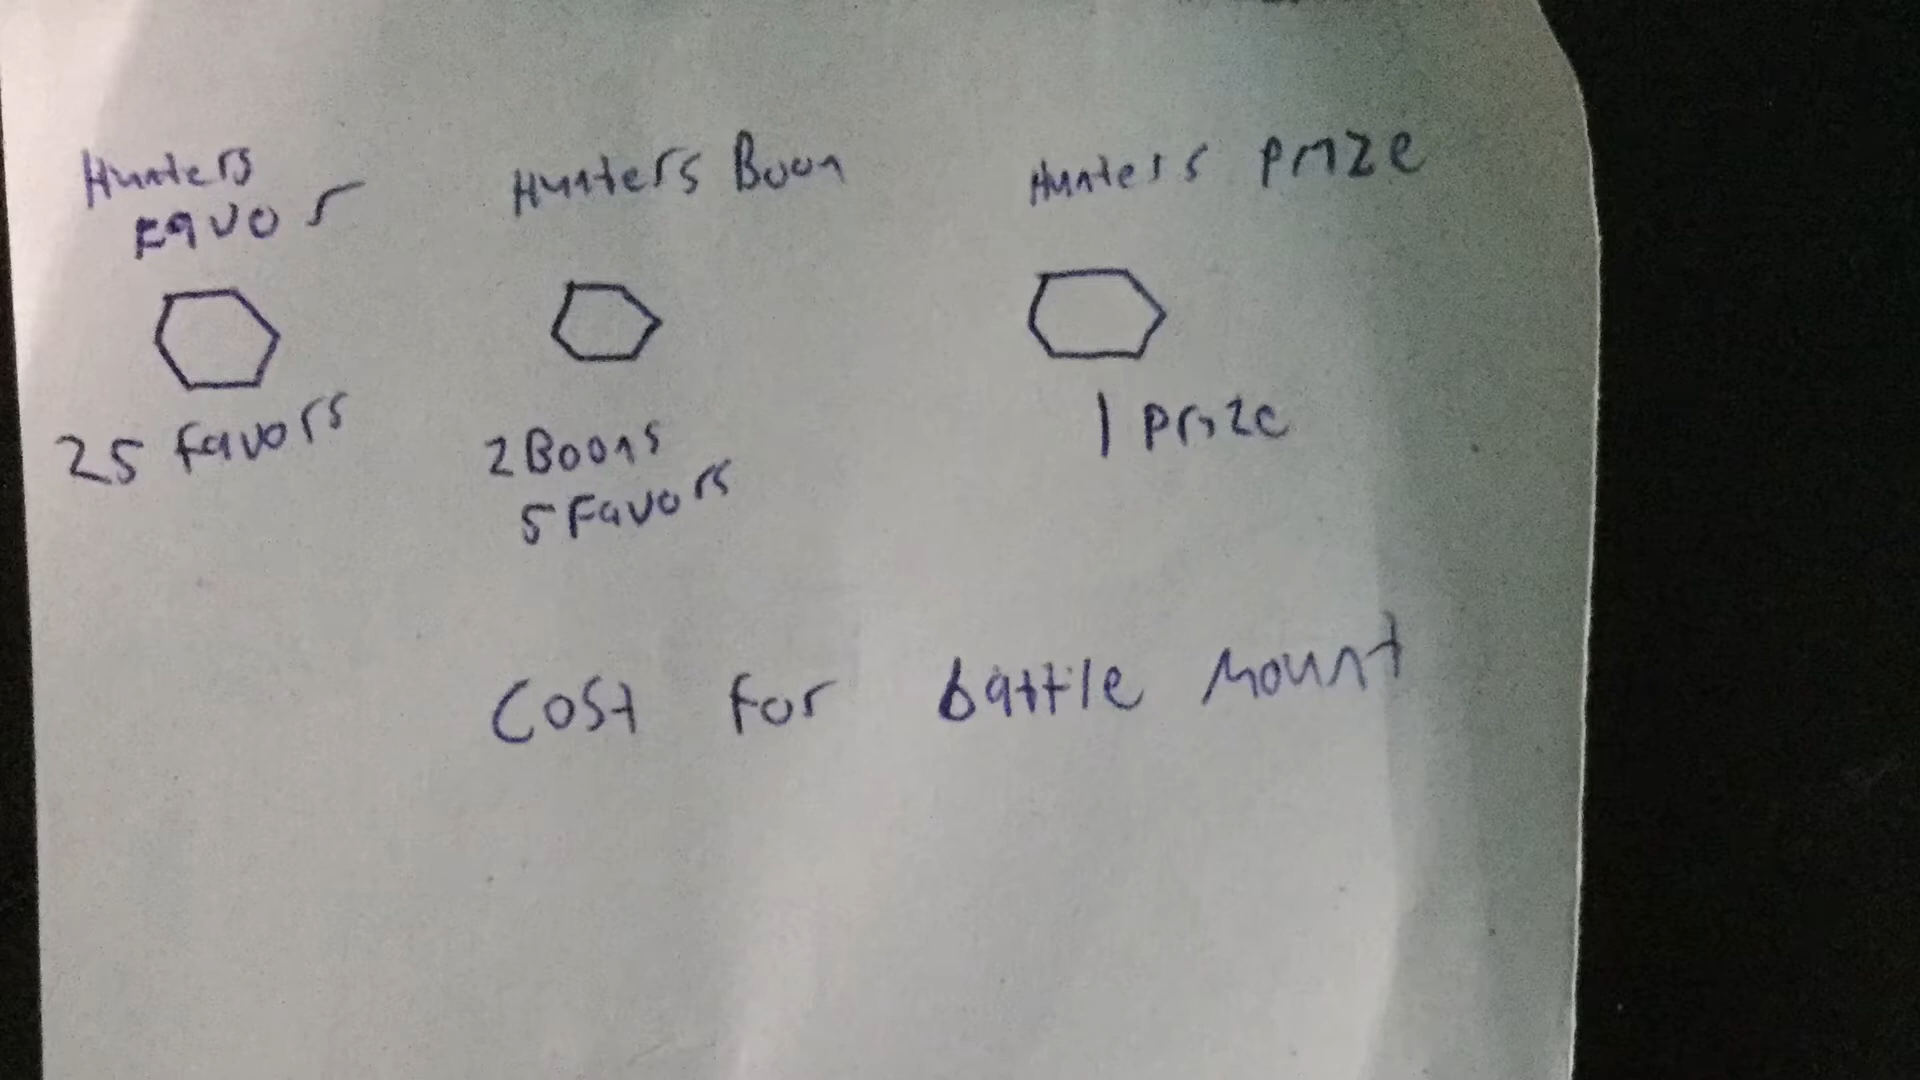 Hunters Favor
Hunters Boon
Hunters prize
25 Favors
2 Boons
5 Favors
1 prize
Cost for battle mount